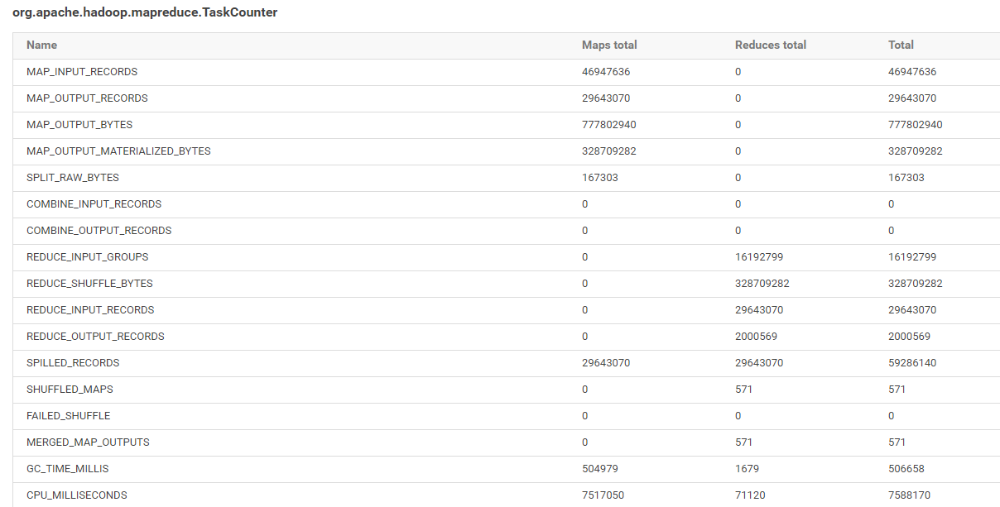 org.apache.hadoop.mapreduce.TaskCounter
Name Maps total Reduces total Total
MAP_INPUT_RECORDS 46947636 0 46947636
MAP_OUTPUT_RECORDS 29643070 0 29643070
MAP_OUTPUT_BYTES 777802940 0 777802940
MAP_OUTPUT_MATERIALIZED_BYTES 328709282 0 328709282
SPLIT_RAW_BYTES 167303 0 167303
COMBINE_INPUT_RECORDS 0 0 0
COMBINE_OUTPUT_RECORDS 0 0 0
REDUCE_INPUT_GROUPS 0 16192799 16192799
REDUCE_SHUFFLE_BYTES 0 328709282 328709282
REDUCE_INPUT_RECORDS 0 29643070 29643070
REDUCE_OUTPUT_RECORDS 0 2000569 2000569
SPILLED_RECORDS 29643070 29643070 59286140
SHUFFLED_MAPS 0 571 571
FAILED_SHUFFLE 0 0 0
MERGED_MAP_OUTPUTS 0 571 571
GC_TIME_MILLIS 504979 1679 506658
CPU_MILLISECONDS 7517050 71120 7588170